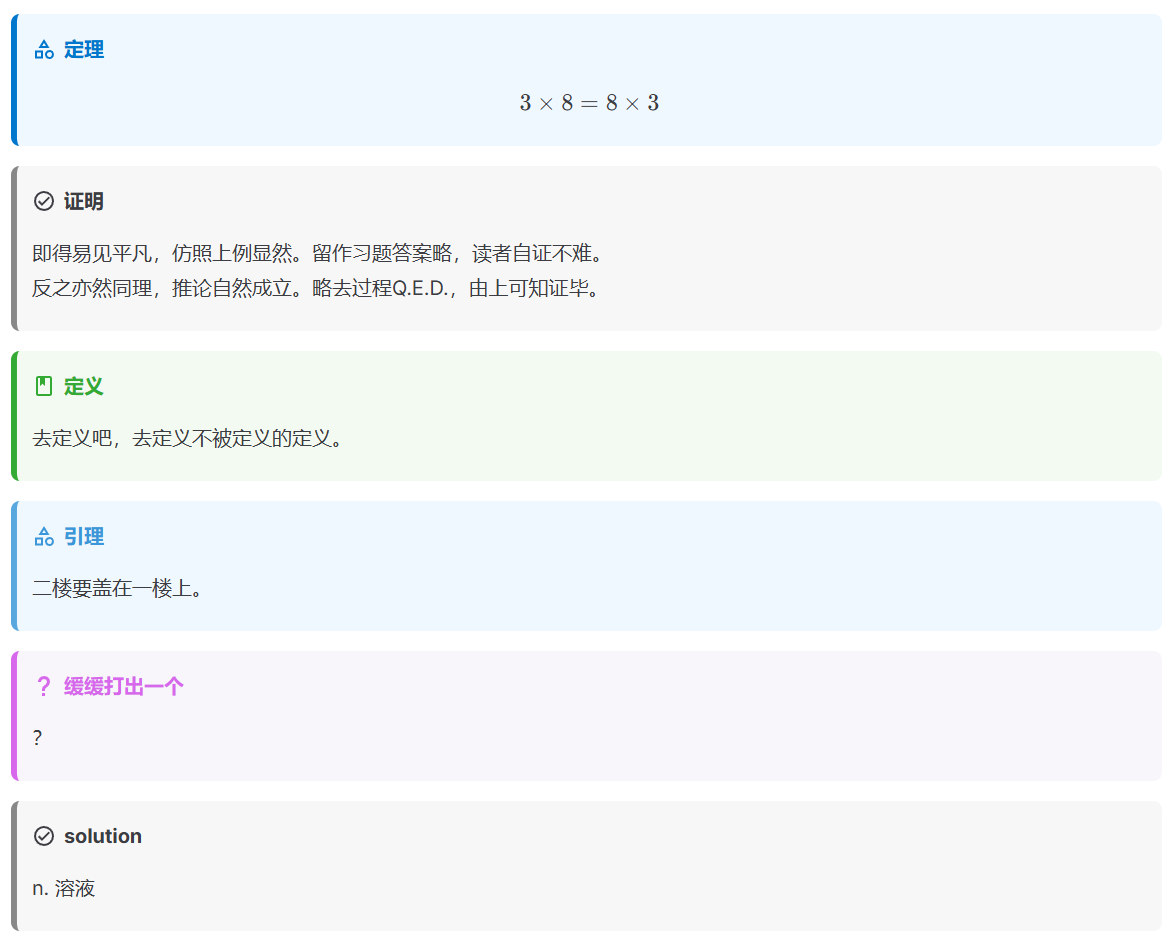 定理
3 × 8 = 8 × 3
证明
即得易见平凡，仿照上例显然。留作习题答案略，读者自证不难。
反之亦然同理，推论自然成立。略去过程Q.E.D.，由上可知证毕。
定义
去定义吧，去定义不被定义的定义。
引理
二楼要盖在一楼上。
? 缓缓打出一个
?
solution
n. 溶液